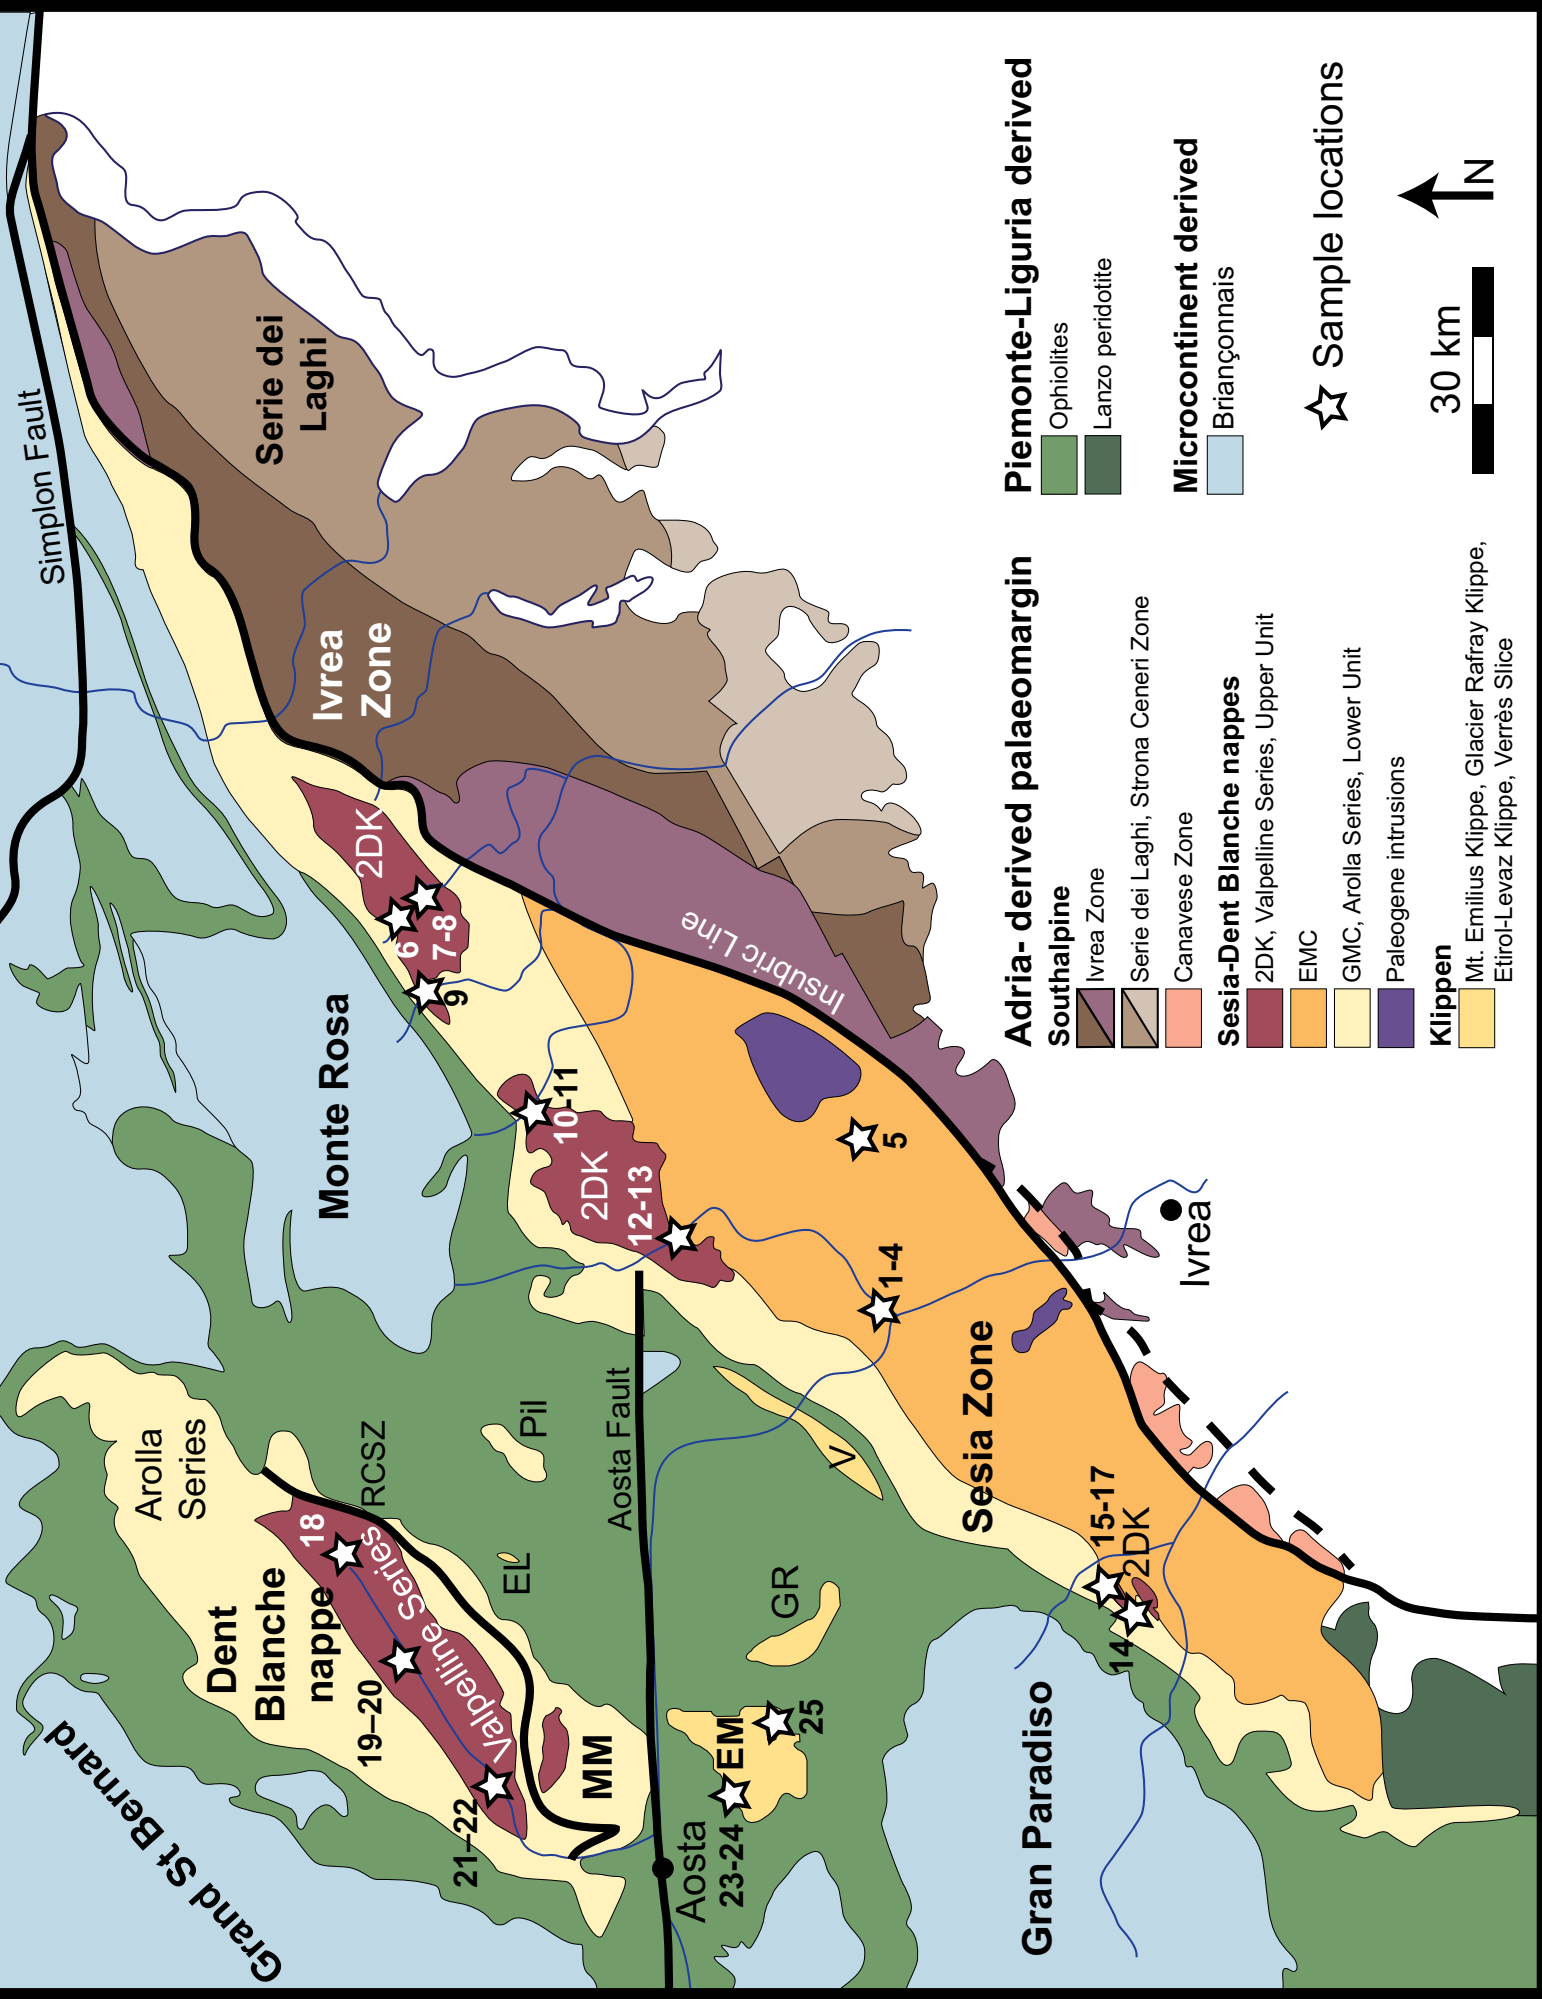 Grand St Bernard
Dent
Blanche
nappe
Arolla
Series
18
19–20
21–22
Valpelline Series
RCSZ
MM
EL
Pil
Aosta Fault
Aosta
23-24
EM
25
GR
V
Gran Paradiso
14
15-17
2DK
Sesia Zone
1-4
5
Monte Rosa
2DK
12-13
10-11
9
6
7-8
2DK
Simplon Fault
Ivrea
Zone
Serie dei
Laghi
Insubric Line
Ivrea
Adria- derived palaeomargin
Southalpine
Ivrea Zone
Serie dei Laghi, Strona Ceneri Zone
Canavese Zone
Sesia-Dent Blanche nappes
2DK, Valpelline Series, Upper Unit
EMC
GMC, Arolla Series, Lower Unit
Paleogene intrusions
Klippen
Mt. Emilius Klippe, Glacier Rafray Klippe,
Etirol-Levaz Klippe, Verrès Slice
Piemonte-Liguria derived
Ophiolites
Lanzo peridotite
Microcontinent derived
Briançonnais
Sample locations
30 km
N